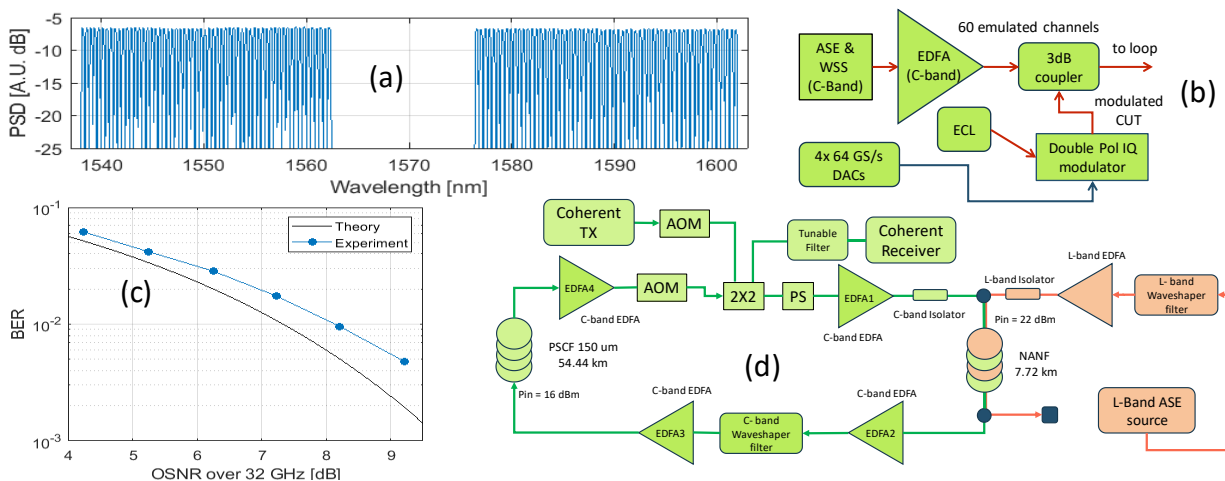 -5
-10
-15
-20
-25
PSD [A.U. dB]
(a)
1540
1550
1560
1570
1580
1590
1600
Wavelength [nm]
60 emulated channels
ASE &
WSS
(C-Band)
EDFA
(C-band)
3dB
coupler
to loop
(b)
modulated
CUT
ECL
Double Pol IQ
modulator
4x 64 GS/s
DACs
10-1
10-2
10-3
BER
Theory
Experiment
(c)
4
5
6
7
8
9
OSNR over 32 GHz [dB]
Coherent
TX
AOM
Tunable
Filter
Coherent
Receiver
EDFA4
C-band EDFA
AOM
2X2
PS
EDFA1
C-band EDFA
C-band Isolator
L-band Isolator
L-band EDFA
L- band
Waveshaper
filter
Pin = 22 dBm
PSCF 150 um
54.44 km
(d)
NANF
7.72 km
Pin = 16 dBm
C-band EDFA
EDFA3
C- band
Waveshaper
filter
C-band EDFA
EDFA2
L-Band ASE
source